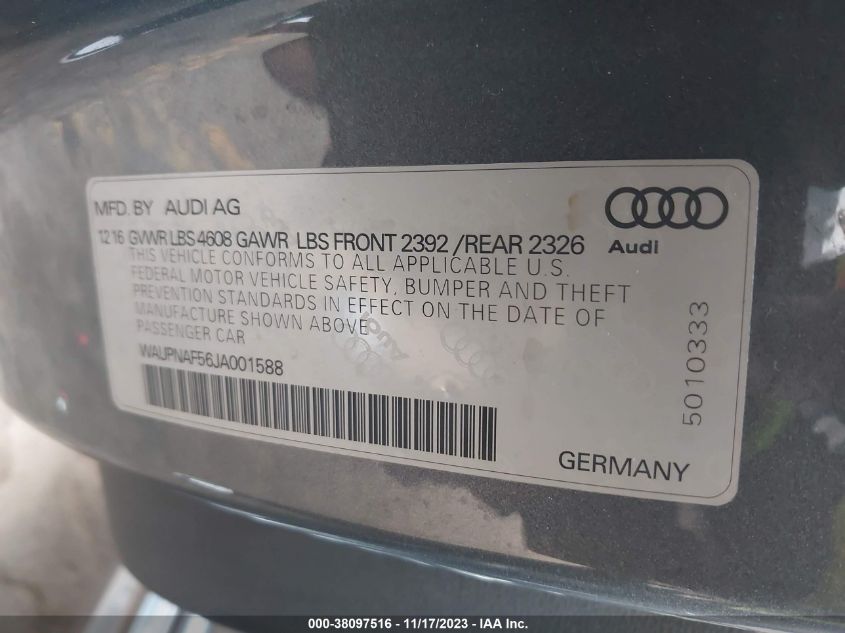 MFD. BY AUDI AG
12 16 GVWR LBS 4608 GAWR LBS FRONT 2392 /REAR 2326
Audi
THIS VEHICLE CONFORMS TO ALL APPLICABLE U.S.
FEDERAL MOTOR VEHICLE SAFETY, BUMPER AND THEFT
PREVENTION STANDARDS IN EFFECT ON THE DATE OF
MANUFACTURE SHOWN ABOVE
PASSENGER CAR
WAUPNAF56JA001588
5010333
GERMANY
000-38097516 - 11/17/2023 - IAA Inc.